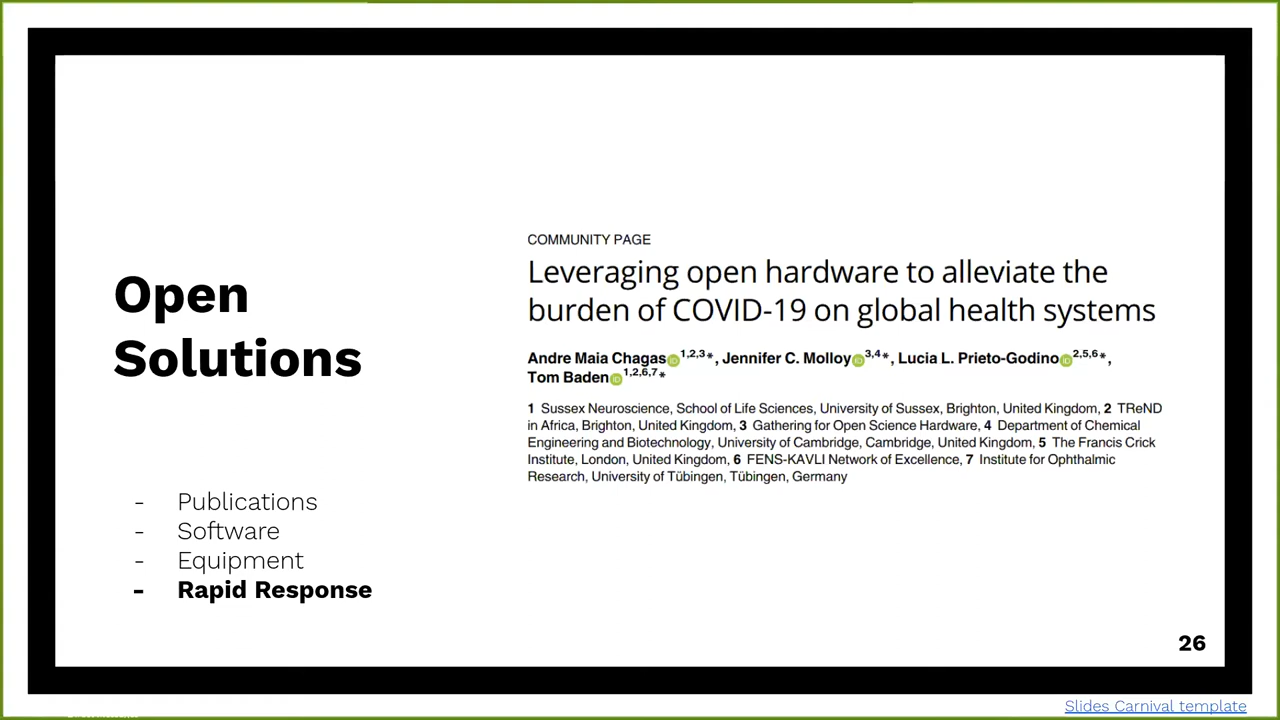 Open
Solutions
- Publications
- Software
- Equipment
- Rapid Response
COMMUNITY PAGE
Leveraging open hardware to alleviate the
burden of COVID-19 on global health systems
Andre Maia Chagas iD 1,2,3*, Jennifer C. Molloy iD 3,4*, Lucia L. Prieto-Godino iD 2,5,6*,
Tom Baden iD 1,2,6,7*
1 Sussex Neuroscience, School of Life Sciences, University of Sussex, Brighton, United Kingdom, 2 TReND
in Africa, Brighton, United Kingdom, 3 Gathering for Open Science Hardware, 4 Department of Chemical
Engineering and Biotechnology, University of Cambridge, Cambridge, United Kingdom, 5 The Francis Crick
Institute, London, United Kingdom, 6 FENS-KAVLI Network of Excellence, 7 Institute for Ophthalmic
Research, University of Tübingen, Tübingen, Germany
26
Slides Carnival template